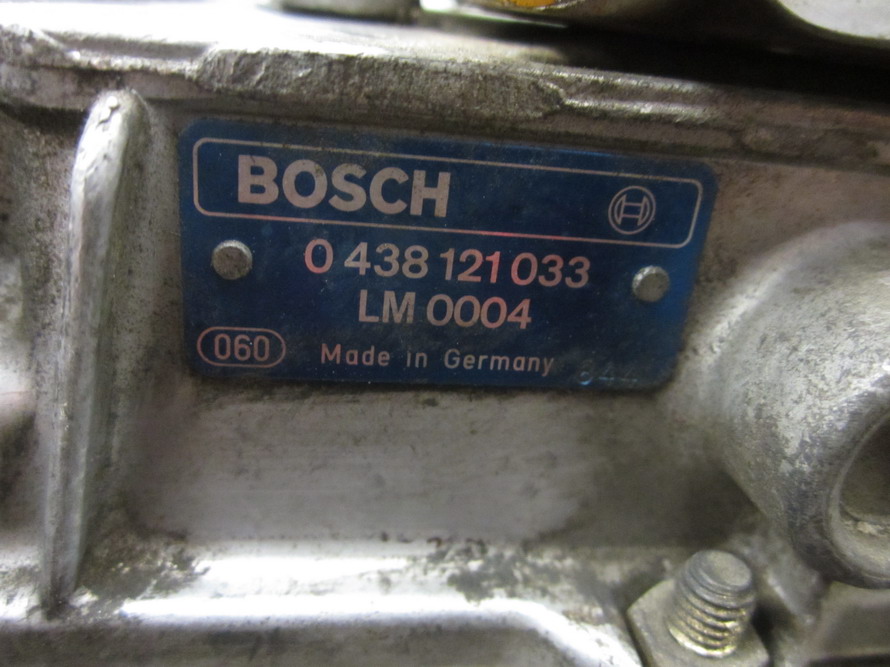 BOSCH
0 438 121 033
LM 0004
060 Made in Germany